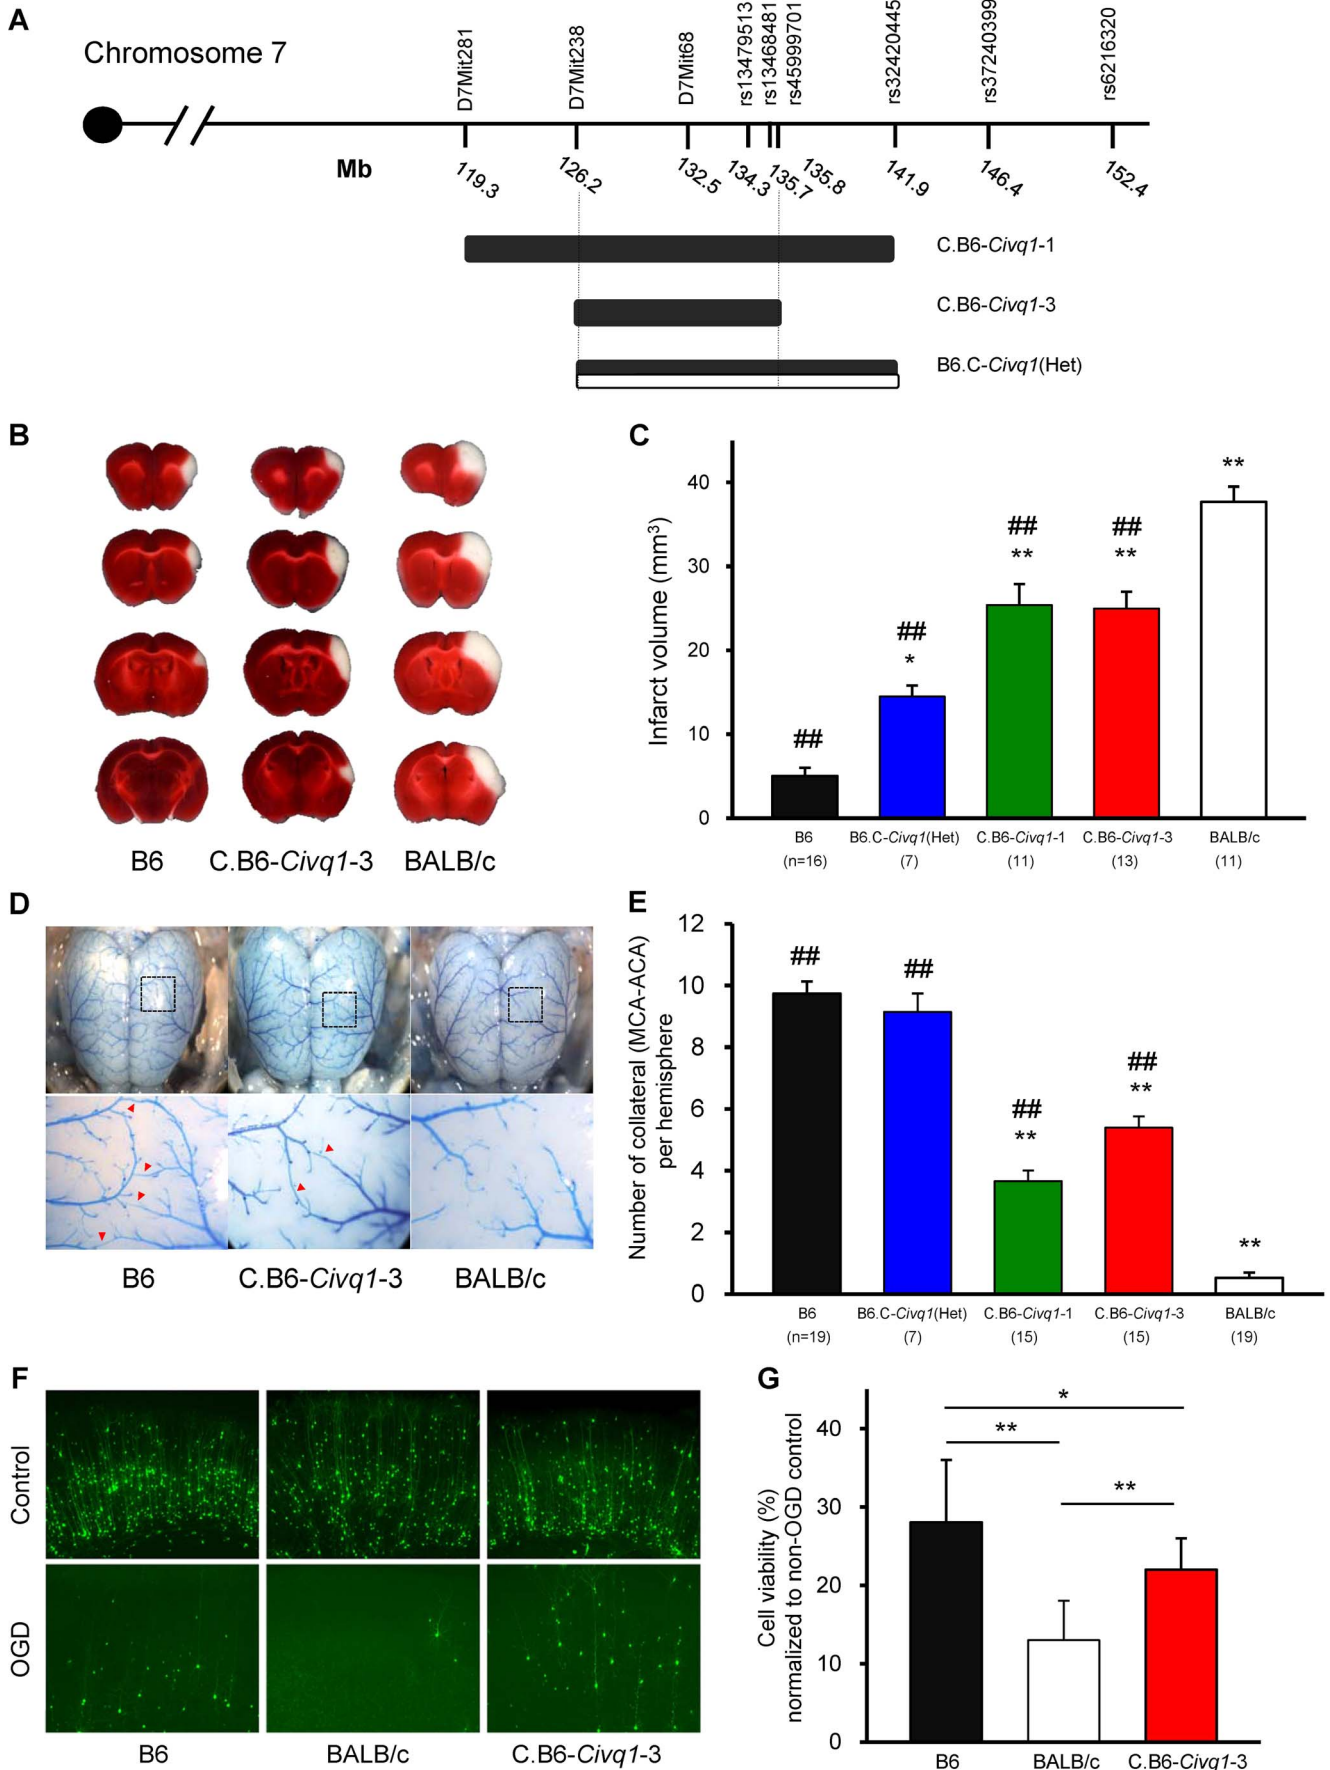 A
Chromosome 7
D7Mit281
D7Mit238
D7Mit68
rs13479513
rs13468481
rs45999701
rs32420445
rs37240399
rs6216320
Mb
119.3
126.2
132.5
134.3
135.7
135.8
141.9
146.4
152.4
C.B6-Civq1-1
C.B6-Civq1-3
B6.C-Civq1(Het)
B
B6
C.B6-Civq1-3
BALB/c
C
Infarct volume (mm³)
40
30
20
10
0
##
##
*
##
**
##
**
**
B6
B6.C-Civq1(Het)
C.B6-Civq1-1
C.B6-Civq1-3
BALB/c
(n=16)
(7)
(11)
(13)
(11)
D
B6
C.B6-Civq1-3
BALB/c
E
Number of collateral (MCA-ACA)
per hemisphere
12
10
8
6
4
2
0
##
##
##
**
##
**
**
B6
B6.C-Civq1(Het)
C.B6-Civq1-1
C.B6-Civq1-3
BALB/c
(n=19)
(7)
(15)
(15)
(19)
F
Control
OGD
B6
BALB/c
C.B6-Civq1-3
G
Cell viability (%)
normalized to non-OGD control
40
30
20
10
0
*
**
**
B6
BALB/c
C.B6-Civq1-3